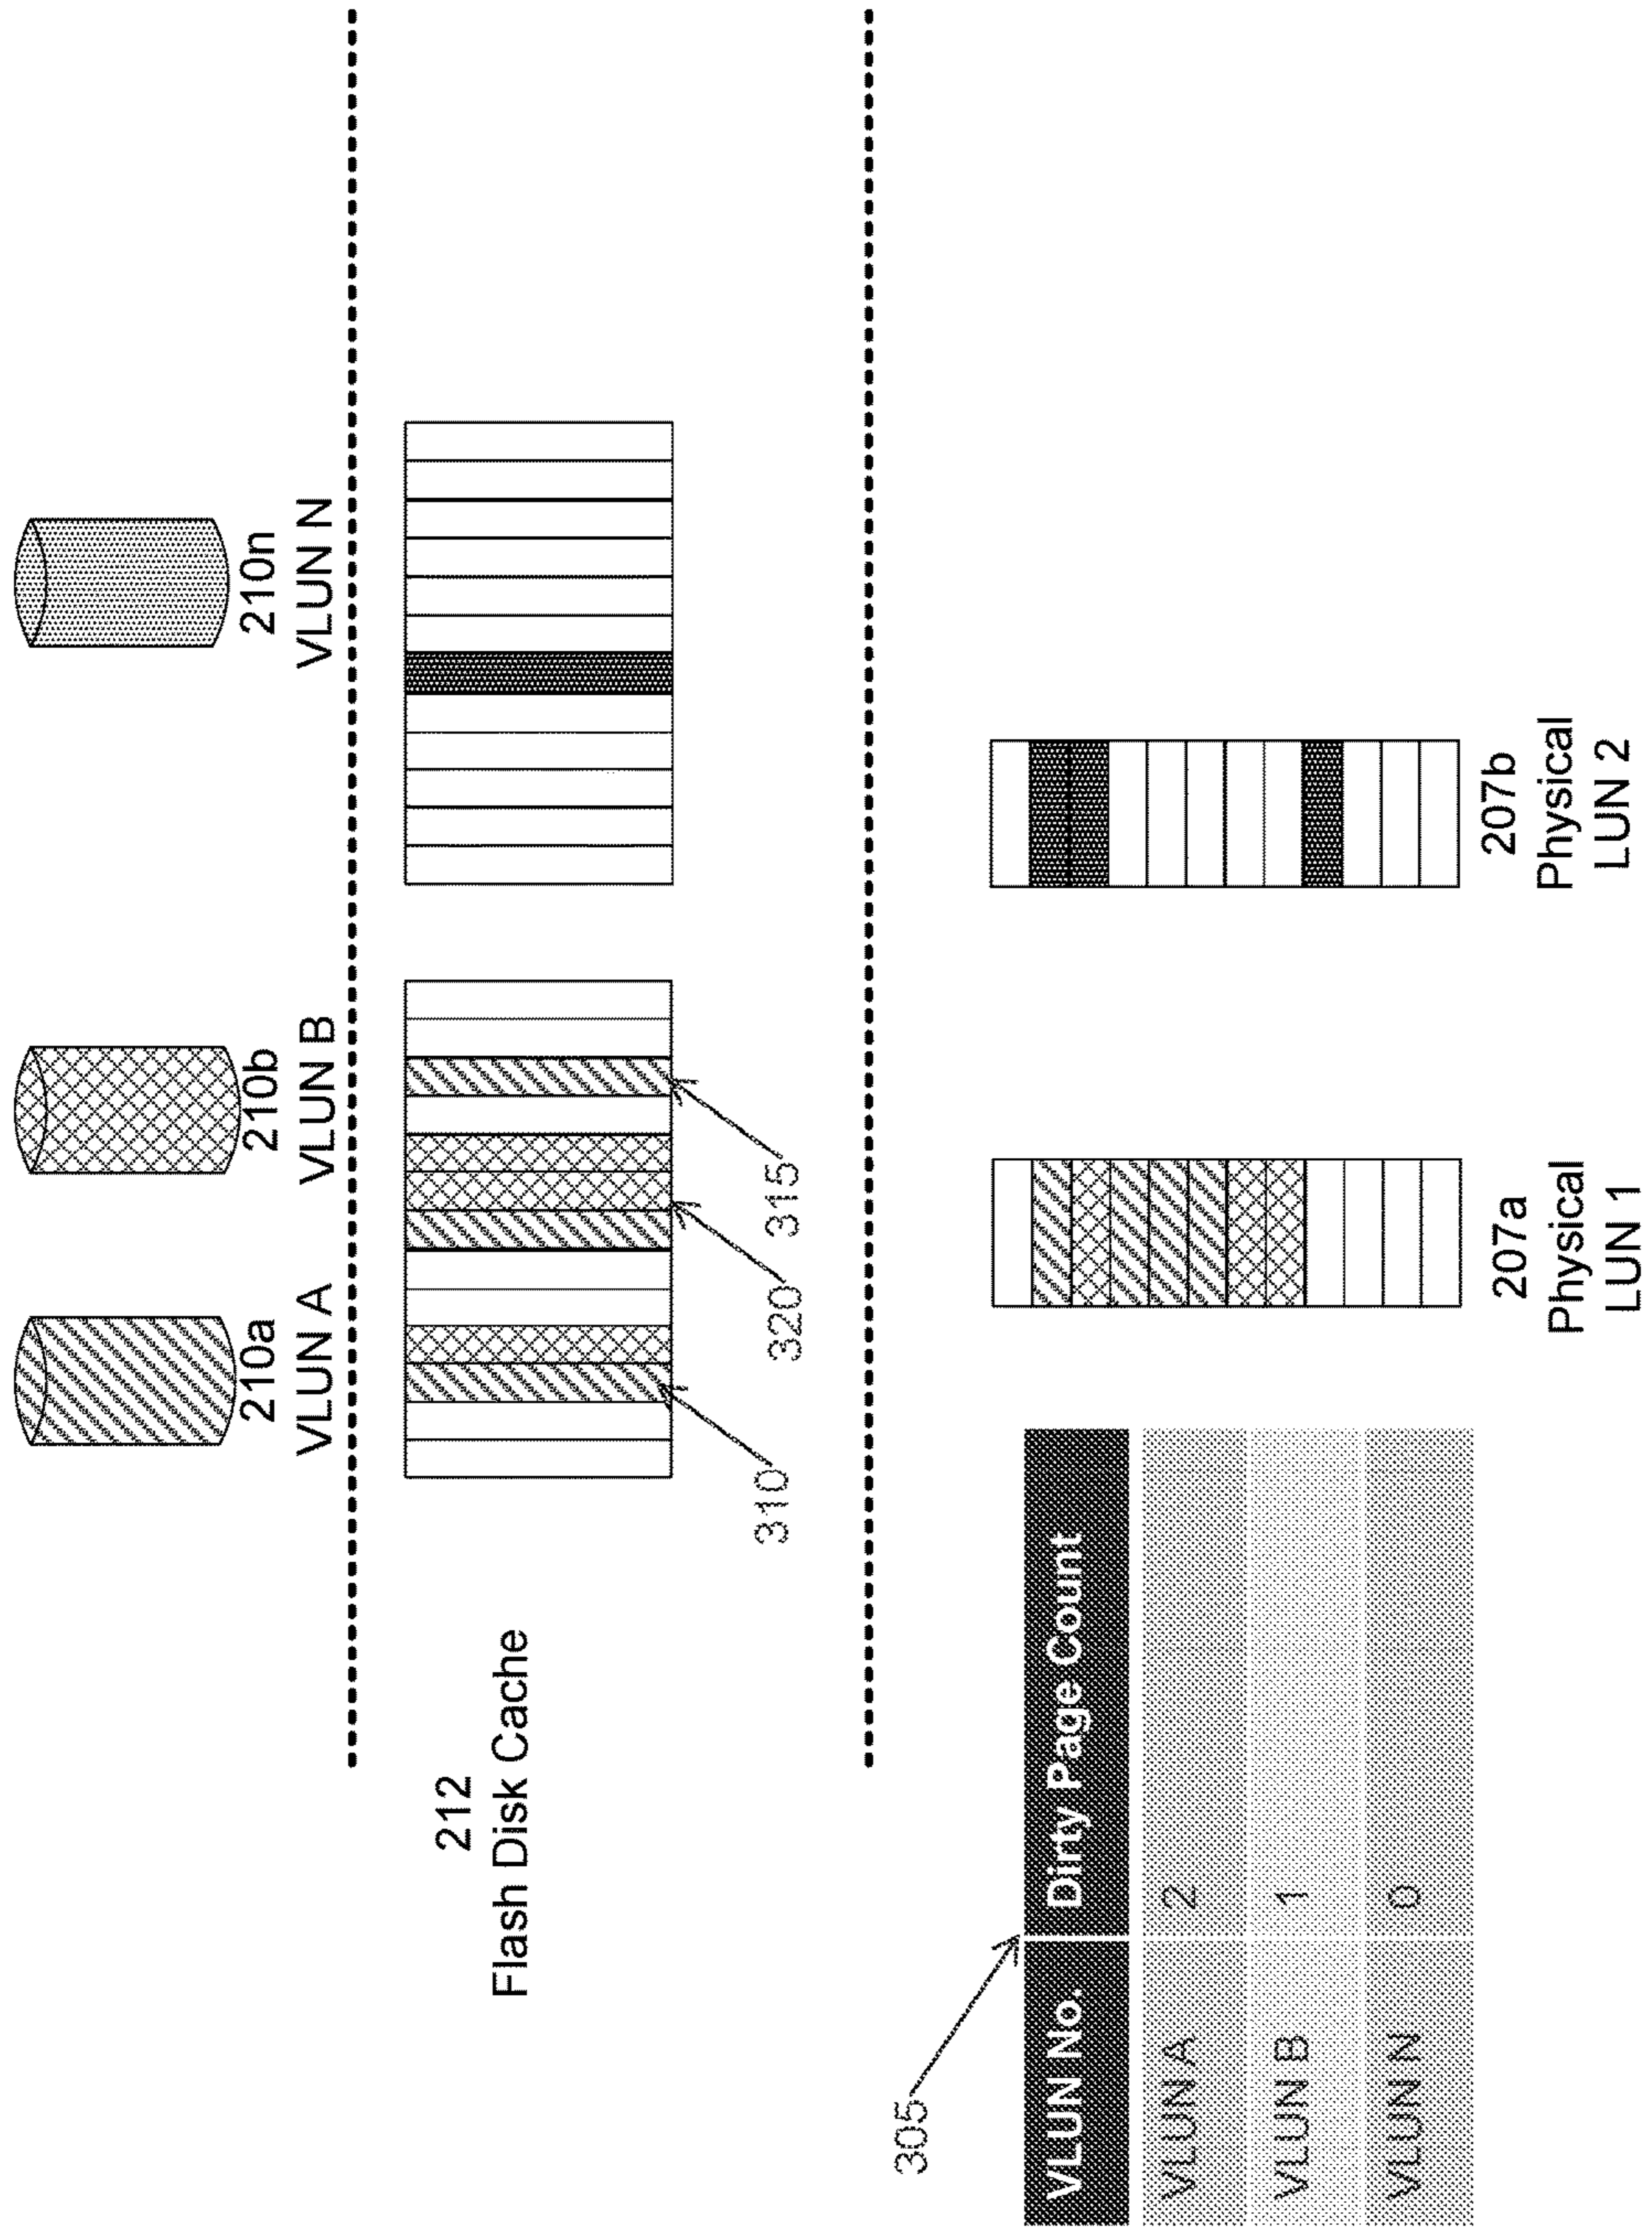 210a
VLUN A
210b
VLUN B
210n
VLUN N
212
Flash Disk Cache
310
320
315
305
VLUN No. Dirty Page Count
VLUN A 2
VLUN B 1
VLUN N 0
207a
Physical
LUN 1
207b
Physical
LUN 2